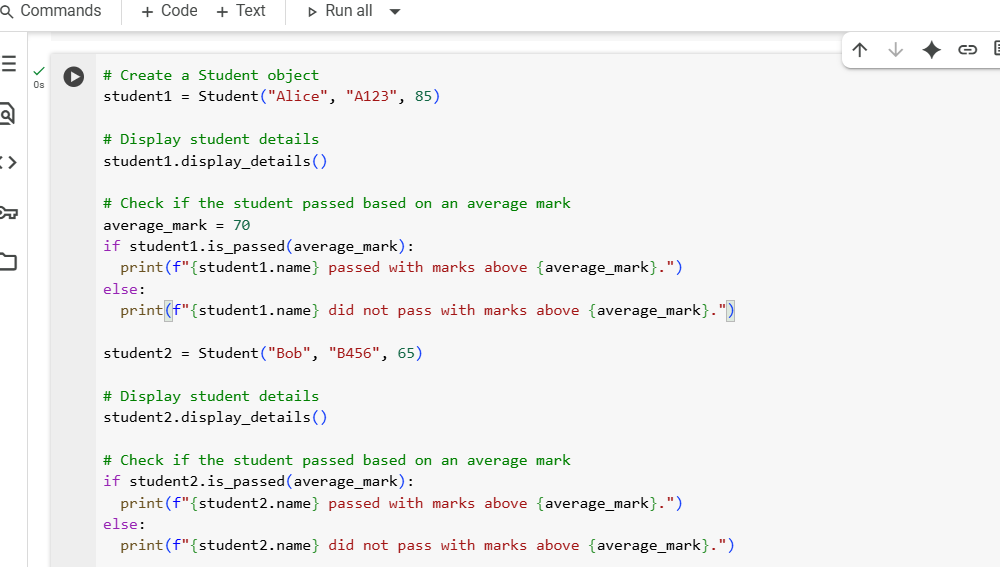 Commands + Code + Text Run all
0s
# Create a Student object
student1 = Student("Alice", "A123", 85)
# Display student details
student1.display_details()
# Check if the student passed based on an average mark
average_mark = 70
if student1.is_passed(average_mark):
  print(f"{student1.name} passed with marks above {average_mark}.")
else:
  print(f"{student1.name} did not pass with marks above {average_mark}.")
student2 = Student("Bob", "B456", 65)
# Display student details
student2.display_details()
# Check if the student passed based on an average mark
if student2.is_passed(average_mark):
  print(f"{student2.name} passed with marks above {average_mark}.")
else:
  print(f"{student2.name} did not pass with marks above {average_mark}.")